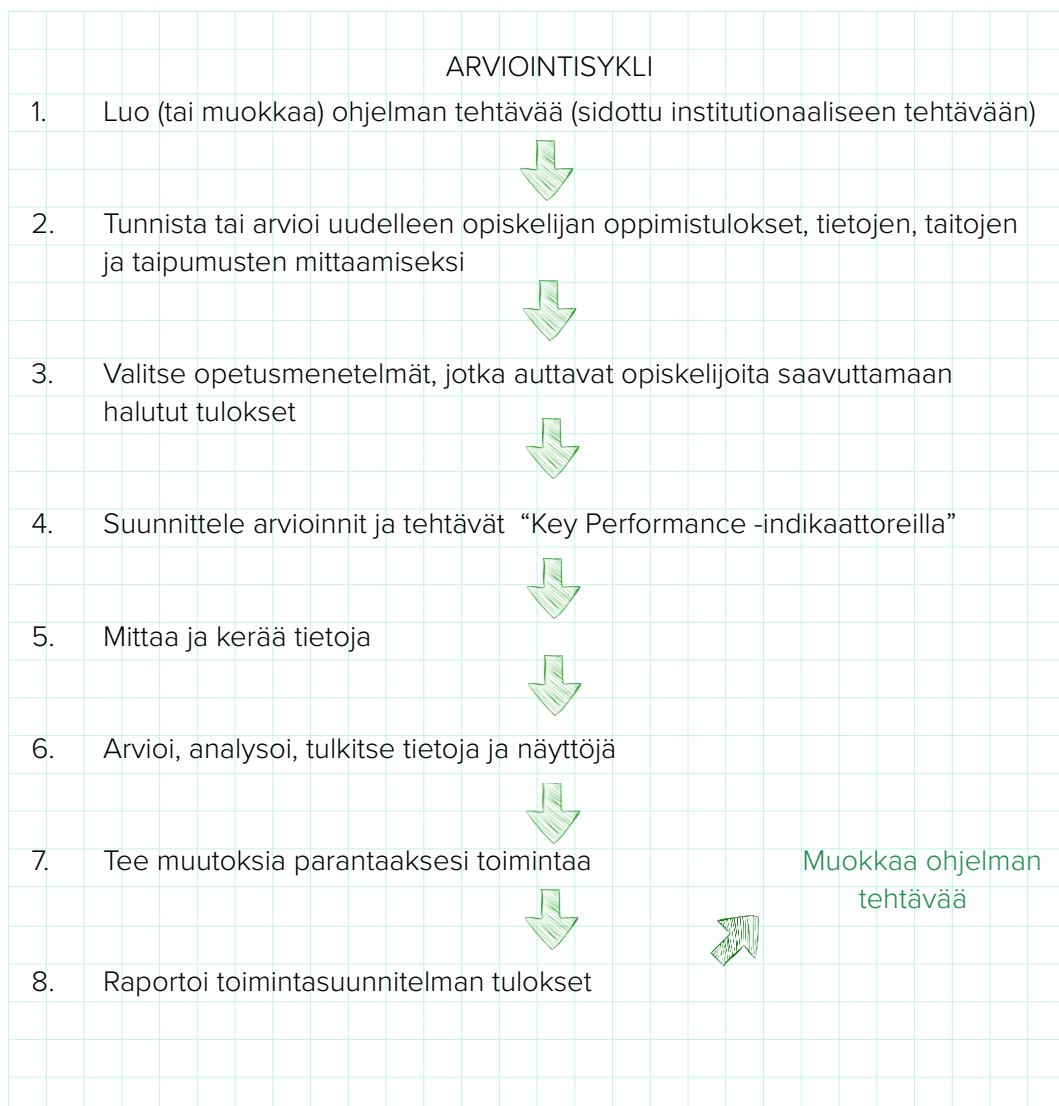 ARVIOINTISYKLI
1. Luo (tai muokkaa) ohjelman tehtävää (sidottu institutionaaliseen tehtävään)
2. Tunnista tai arvioi uudelleen opiskelijan oppimistulokset, tietojen, taitojen
ja taipumusten mittaamiseksi
3. Valitse opetusmenetelmät, jotka auttavat opiskelijoita saavuttamaan
halutut tulokset
4. Suunnittele arvioinnit ja tehtävät “Key Performance -indikaattoreilla”
5. Mittaa ja kerää tietoja
6. Arvioi, analysoi, tulkitse tietoja ja näyttöjä
7. Tee muutoksia parantaaksesi toimintaa
Muokkaa ohjelman
tehtävää
8. Raportoi toimintasuunnitelman tulokset